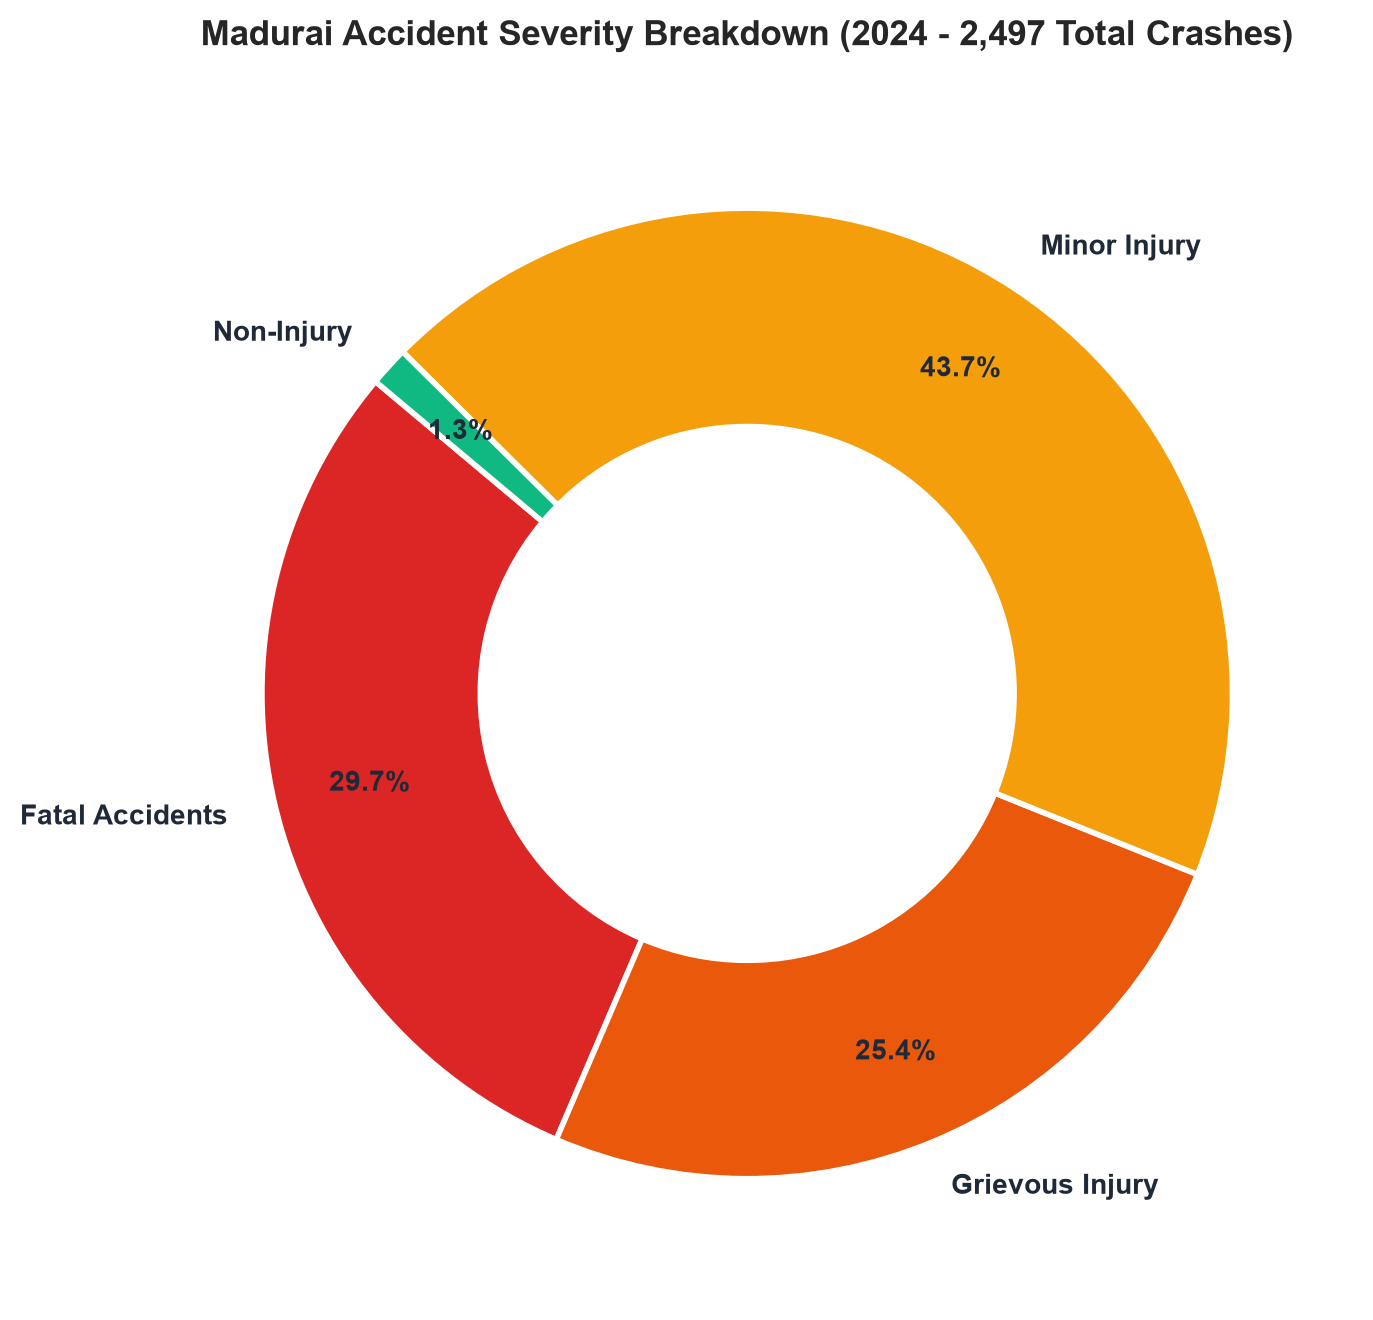 Madurai Accident Severity Breakdown (2024 - 2,497 Total Crashes)
Minor Injury
43.7%
Non-Injury
1.3%
Fatal Accidents
29.7%
Grievous Injury
25.4%